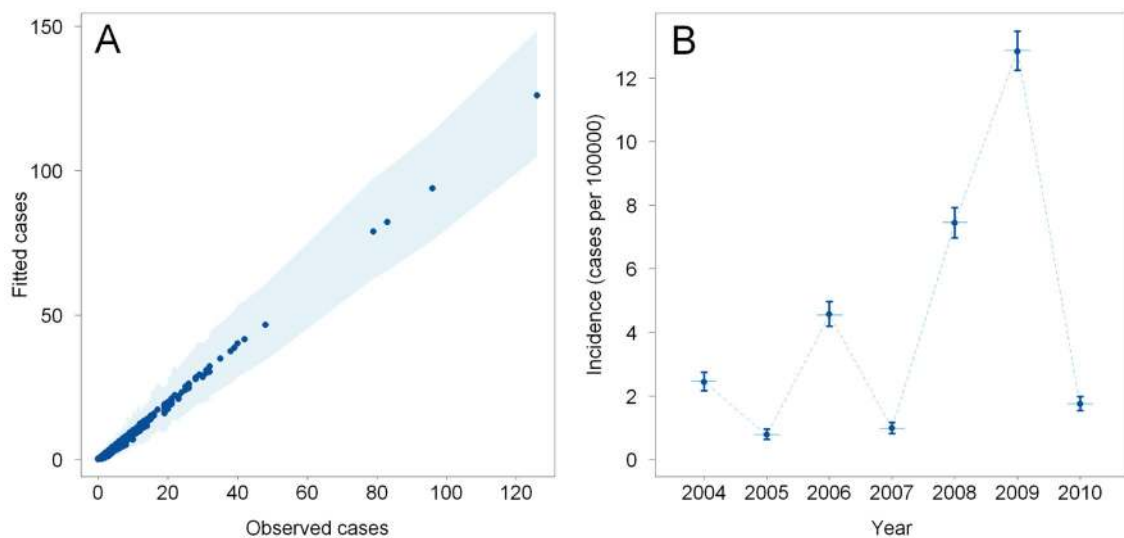 A
150
100
50
0
Fitted cases
0 20 40 60 80 100 120
Observed cases
B
12
10
8
6
4
2
0
Incidence (cases per 100000)
2004 2005 2006 2007 2008 2009 2010
Year